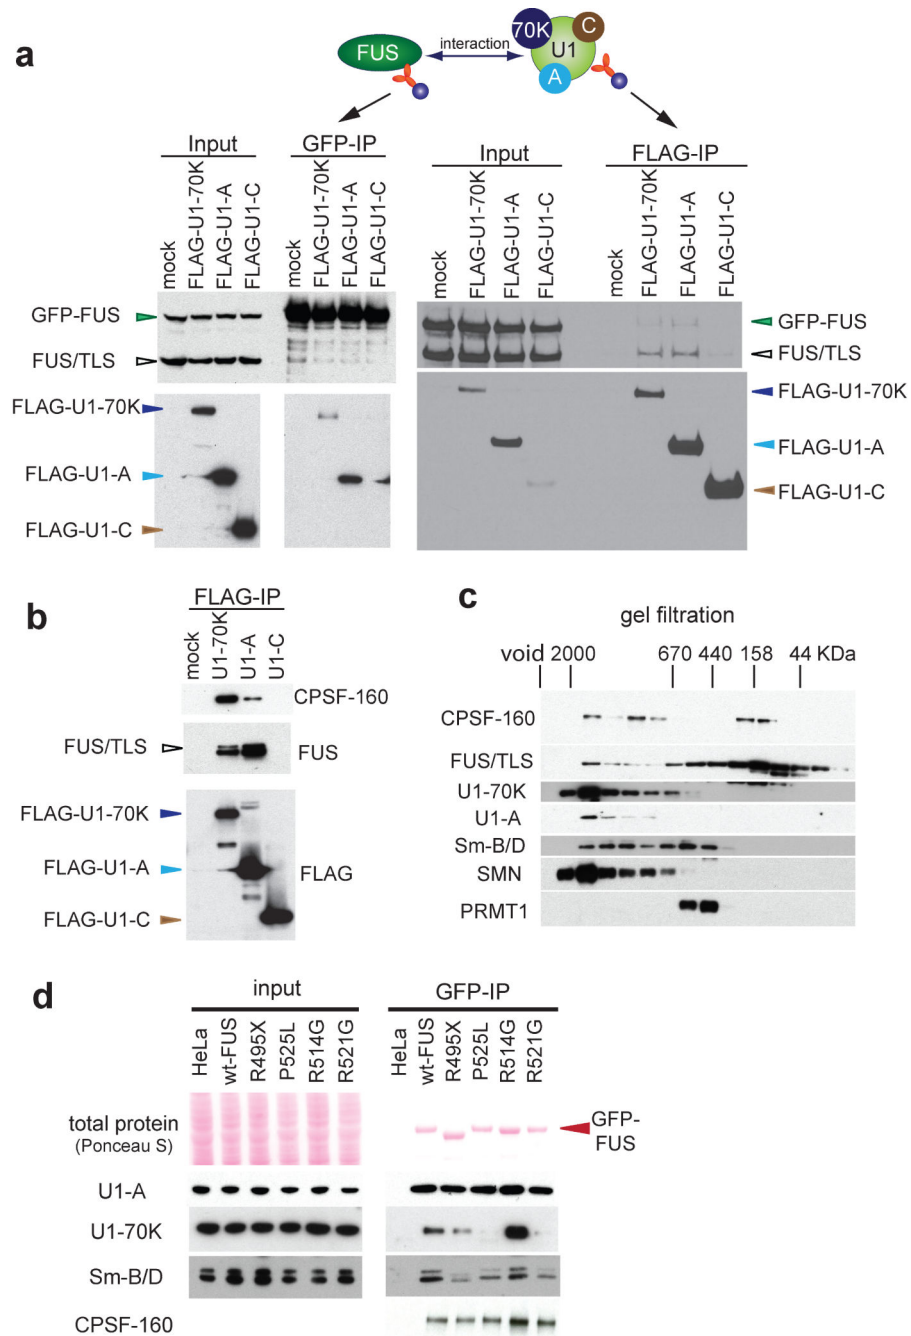 a
FUS
interaction
70K
C
U1
A
Input
GFP-IP
Input
FLAG-IP
mock
FLAG-U1-70K
FLAG-U1-A
FLAG-U1-C
mock
FLAG-U1-70K
FLAG-U1-A
FLAG-U1-C
mock
FLAG-U1-70K
FLAG-U1-A
FLAG-U1-C
mock
FLAG-U1-70K
FLAG-U1-A
FLAG-U1-C
GFP-FUS
FUS/TLS
FLAG-U1-70K
FLAG-U1-A
FLAG-U1-C
GFP-FUS
FUS/TLS
FLAG-U1-70K
FLAG-U1-A
FLAG-U1-C
b
FLAG-IP
mock
U1-70K
U1-A
U1-C
CPSF-160
FUS/TLS
FUS
FLAG-U1-70K
FLAG-U1-A
FLAG
FLAG-U1-C
c
gel filtration
void 2000 670 440 158 44 KDa
CPSF-160
FUS/TLS
U1-70K
U1-A
Sm-B/D
SMN
PRMT1
d
input
GFP-IP
HeLa
wt-FUS
R495X
P525L
R514G
R521G
HeLa
wt-FUS
R495X
P525L
R514G
R521G
total protein
(Ponceau S)
GFP-
FUS
U1-A
U1-70K
Sm-B/D
CPSF-160